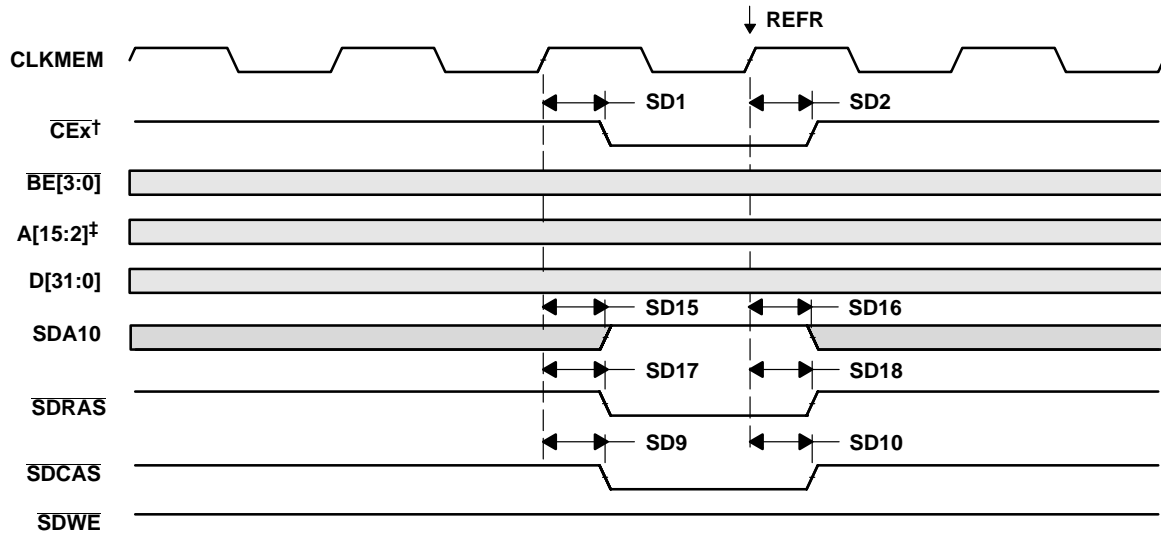 REFR
CLKMEM
SD1 SD2
CEx†
BE[3:0]
A[15:2]‡
D[31:0]
SD15 SD16
SDA10
SD17 SD18
SDRAS
SD9 SD10
SDCAS
SDWE